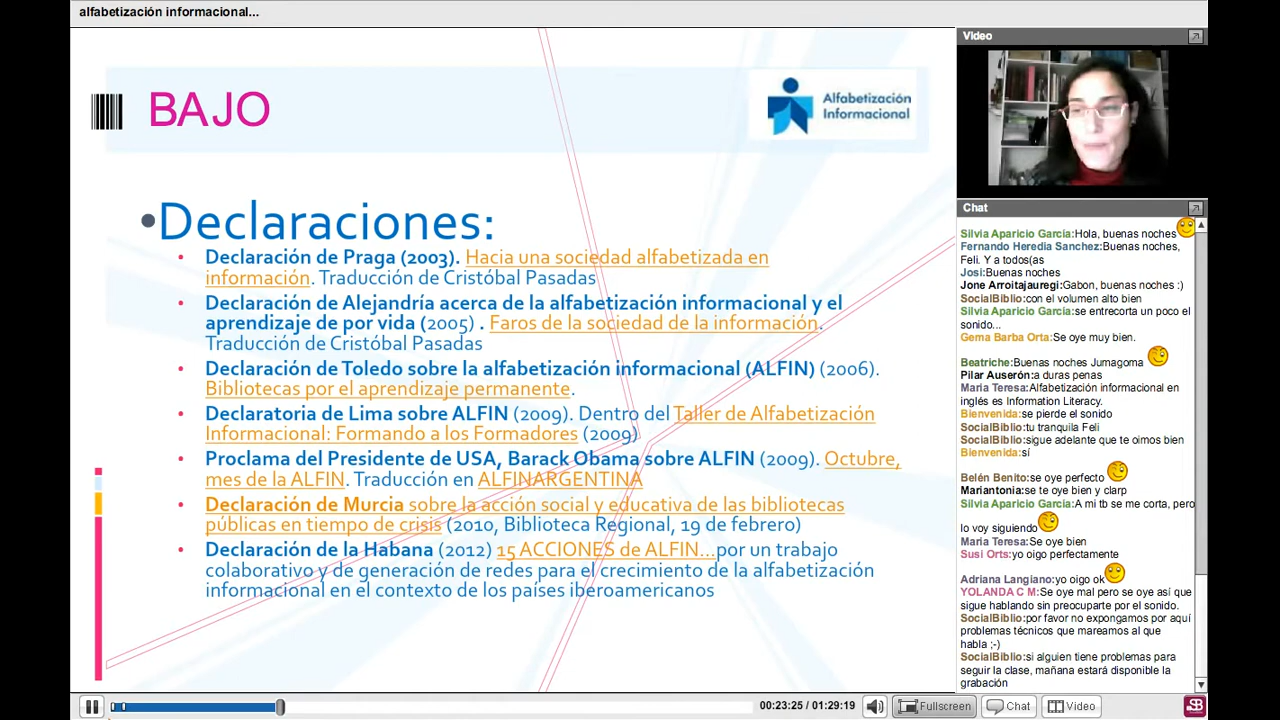 alfabetización informacional...
BAJO
Alfabetización
Informacional
•Declaraciones:
• Declaración de Praga (2003). Hacia una sociedad alfabetizada en
información. Traducción de Cristóbal Pasadas
• Declaración de Alejandría acerca de la alfabetización informacional y el
aprendizaje de por vida (2005) . Faros de la sociedad de la información.
Traducción de Cristóbal Pasadas
• Declaración de Toledo sobre la alfabetización informacional (ALFIN) (2006).
Bibliotecas por el aprendizaje permanente.
• Declaratoria de Lima sobre ALFIN (2009). Dentro del Taller de Alfabetización
Informacional: Formando a los Formadores (2009)
• Proclama del Presidente de USA, Barack Obama sobre ALFIN (2009). Octubre,
mes de la ALFIN. Traducción en ALFINARGENTINA
• Declaración de Murcia sobre la acción social y educativa de las bibliotecas
públicas en tiempo de crisis (2010, Biblioteca Regional, 19 de febrero)
• Declaración de la Habana (2012) 15 ACCIONES de ALFIN...por un trabajo
colaborativo y de generación de redes para el crecimiento de la alfabetización
informacional en el contexto de los países iberoamericanos
Video
Chat
Silvia Aparicio García:Hola, buenas noches
Fernando Heredia Sanchez:Buenas noches,
Feli. Y a todos(as
Josi:Buenas noches
Jone Arroitajauregi:Gabon, buenas noches :)
SocialBiblio:con el volumen alto bien
Silvia Aparicio García:se entrecorta un poco el
sonido...
Gema Barba Orta:Se oye muy bien.
Beatriche:Buenas noches Jumagoma
Pilar Auserón:a duras penas
Maria Teresa:Alfabetización informacional en
inglés es Information Literacy.
Bienvenida:se pierde el sonido
SocialBiblio:tu tranquila Feli
SocialBiblio:sigue adelante que te oimos bien
Bienvenida:sí
Belén Benito:se oye perfecto
Mariantonia:se te oye bien y clarp
Silvia Aparicio García:A mi tb se me corta, pero
lo voy siguiendo
Maria Teresa:Se oye bien
Susi Orts:yo oigo perfectamente
Adriana Langiano:yo oigo ok
YOLANDA C M:Se oye mal pero se oye así que
sigue hablando sin preocuparte por el sonido.
SocialBiblio:por favor no expongamos por aquí
problemas técnicos que mareamos al que
habla ;-)
SocialBiblio:si alguien tiene problemas para
seguir la clase, mañana estará disponible la
grabación
00:23:25 / 01:29:19
Fullscreen
Chat
Video
SB